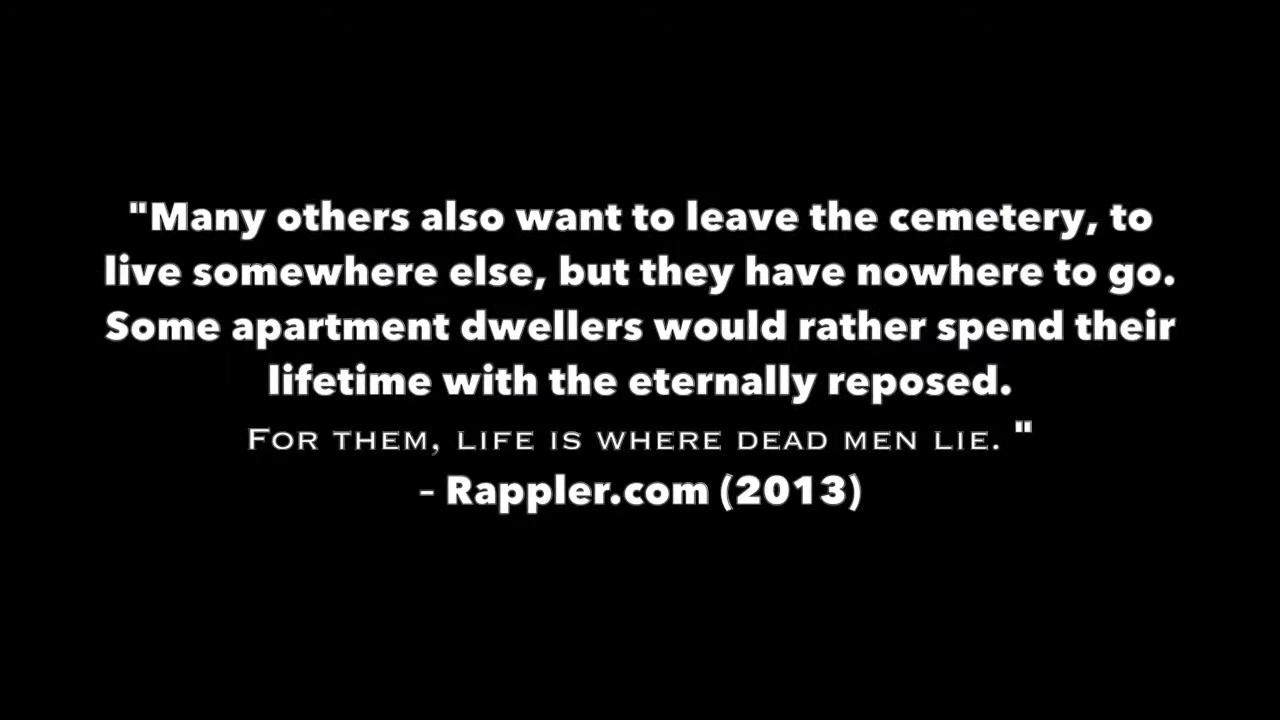 "Many others also want to leave the cemetery, to
live somewhere else, but they have nowhere to go.
Some apartment dwellers would rather spend their
lifetime with the eternally reposed.
For them, life is where dead men lie. "
- Rappler.com (2013)